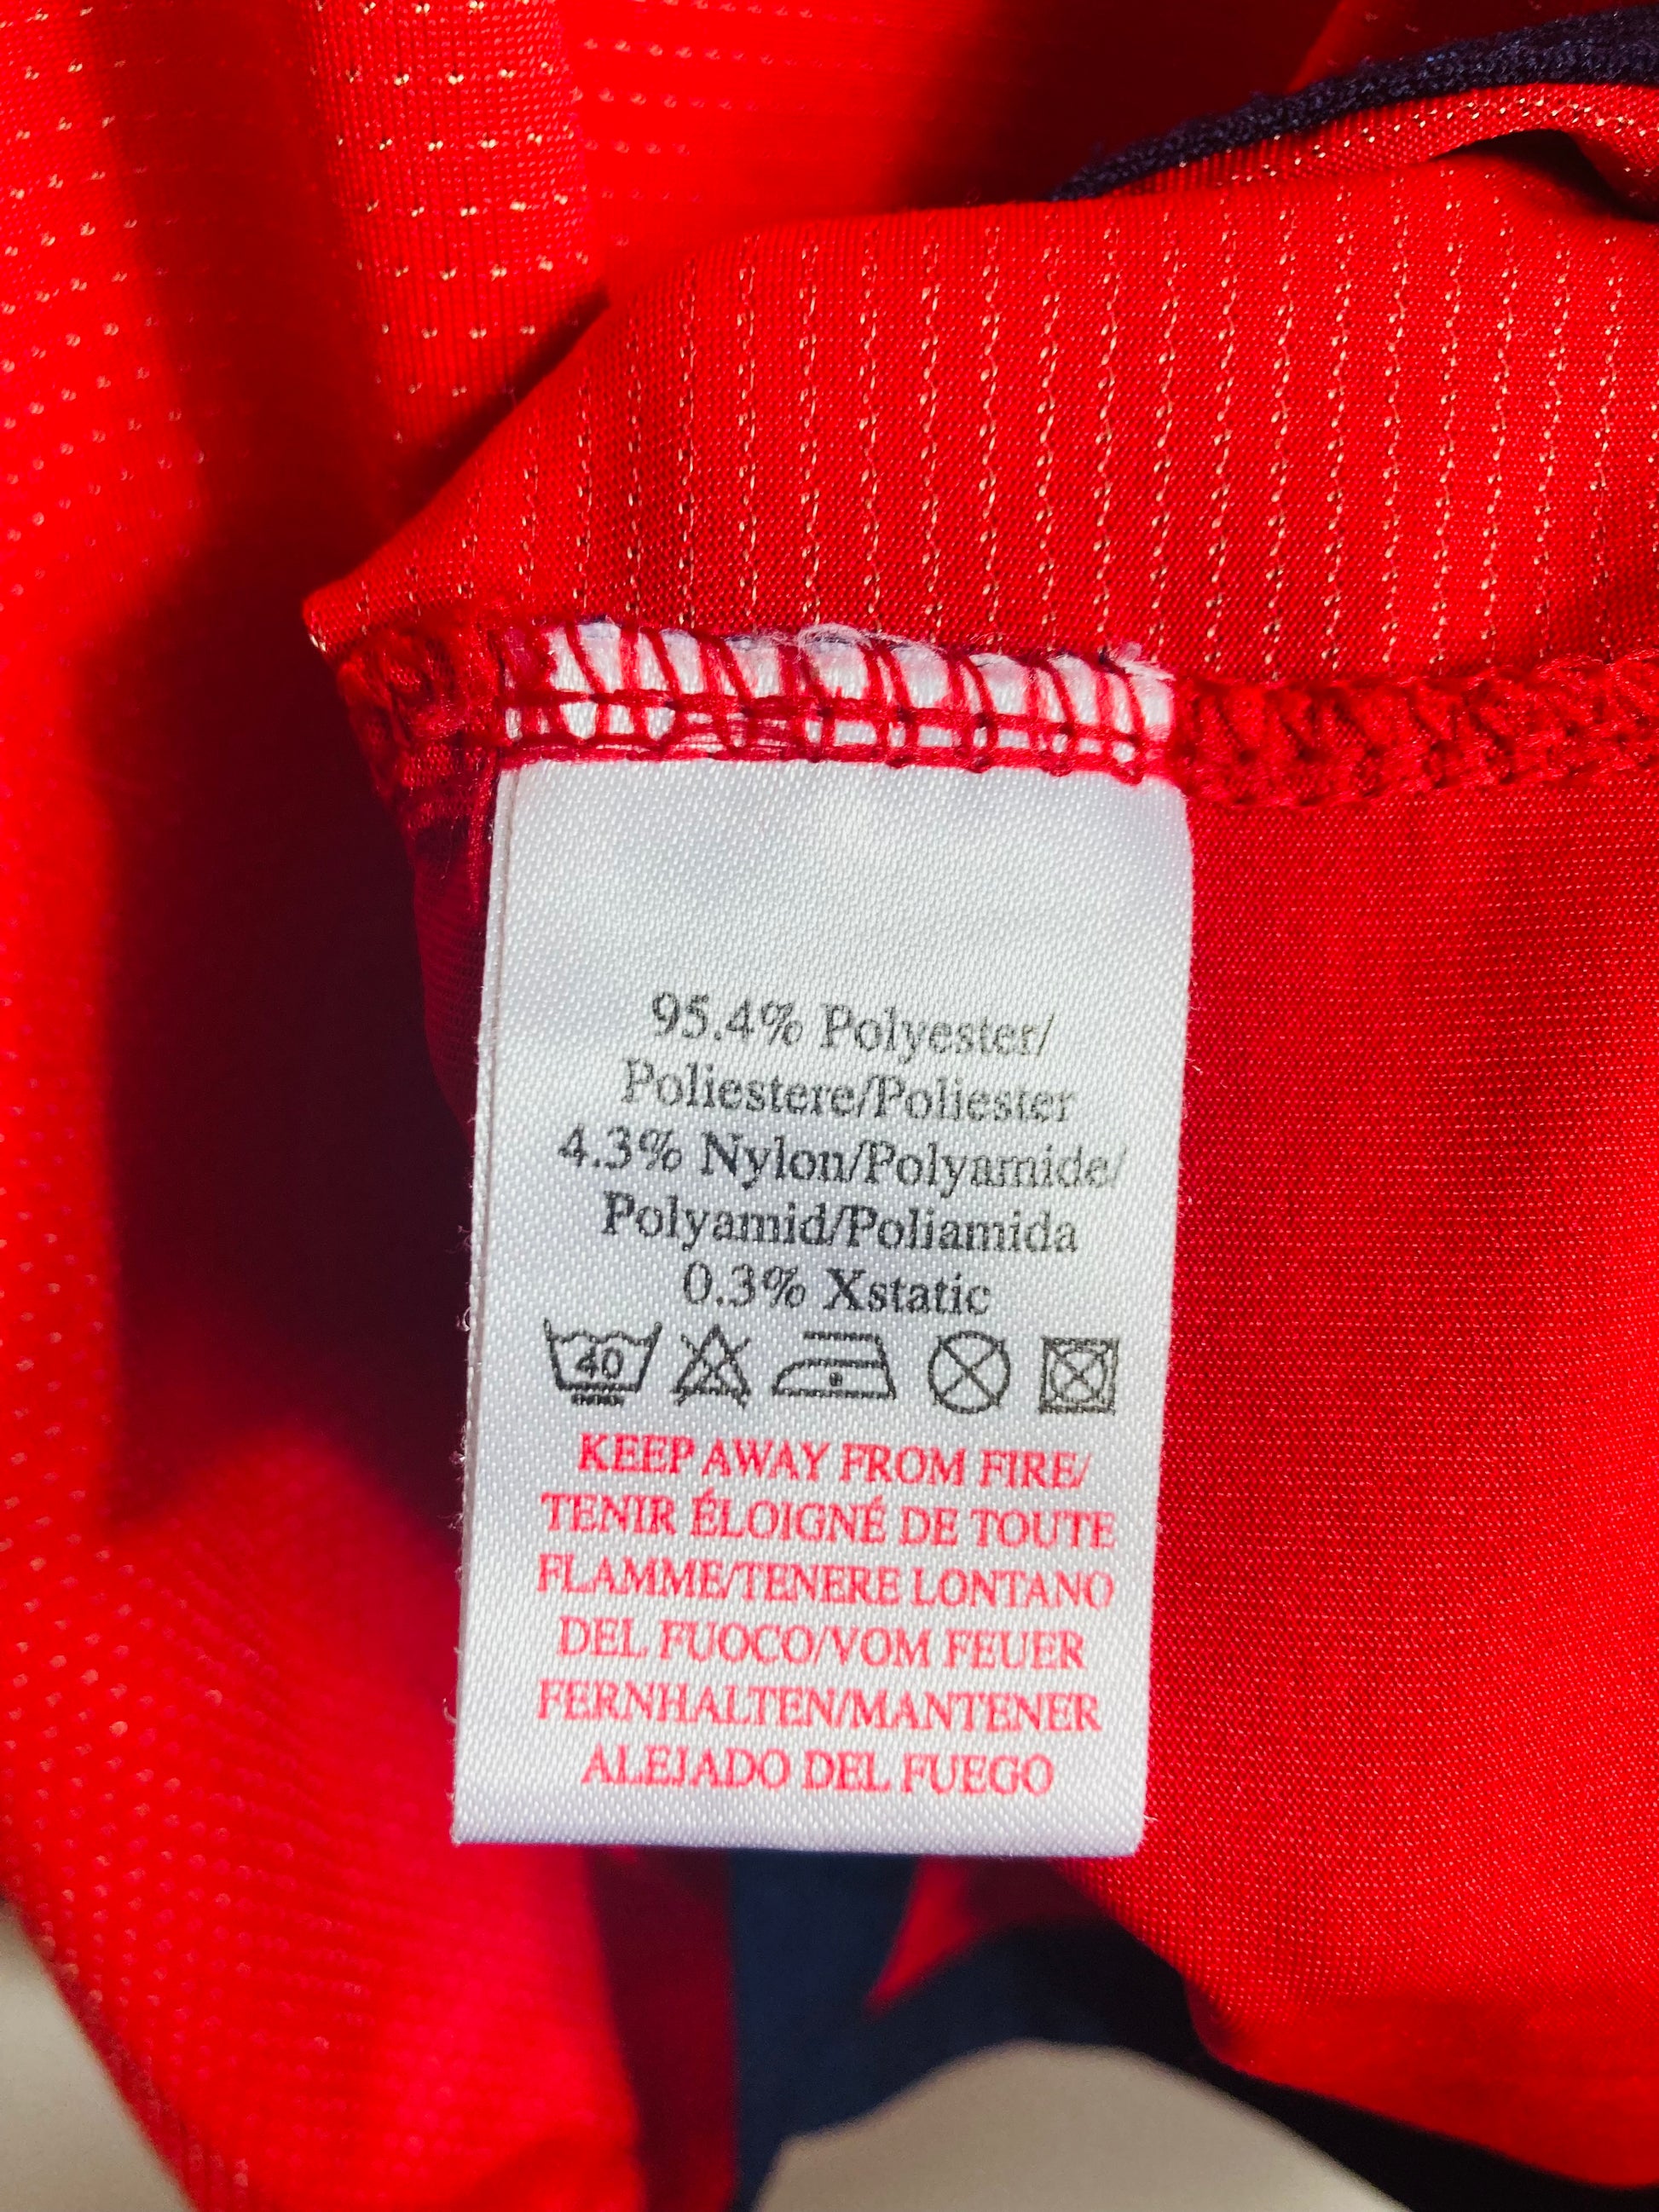 95.4% Polyester/
Poliestere/Poliester
4.3% Nylon/Polyamide/
Polyamid/Poliamida
0.3% Xstatic
40
KEEP AWAY FROM FIRE/
TENIR ÉLOIGNÉ DE TOUTE
FLAMME/TENERE LONTANO
DEL FUOCO/VOM FEUER
FERNHALTEN/MANTENER
ALEJADO DEL FUEGO